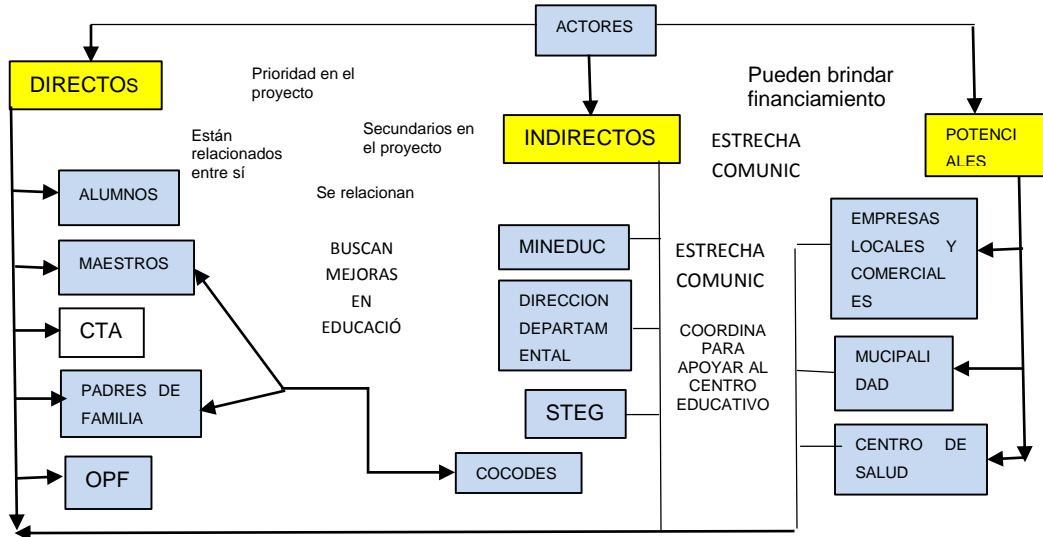 ACTORES
DIRECTOS
Prioridad en el
proyecto
Pueden brindar
financiamiento
Están
relacionados
entre sí
Secundarios en
el proyecto
INDIRECTOS
ESTRECHA
COMUNIC
POTENCI
ALES
ALUMNOS
Se relacionan
MAESTROS
BUSCAN
MEJORAS
EN
EDUCACIÓ
MINEDUC
ESTRECHA
COMUNIC
EMPRESAS
LOCALES Y
COMERCIAL
ES
CTA
DIRECCION
DEPARTAM
ENTAL
COORDINA
PARA
APOYAR AL
CENTRO
EDUCATIVO
MUCIPALI
DAD
PADRES DE
FAMILIA
STEG
OPF
COCODES
CENTRO DE
SALUD